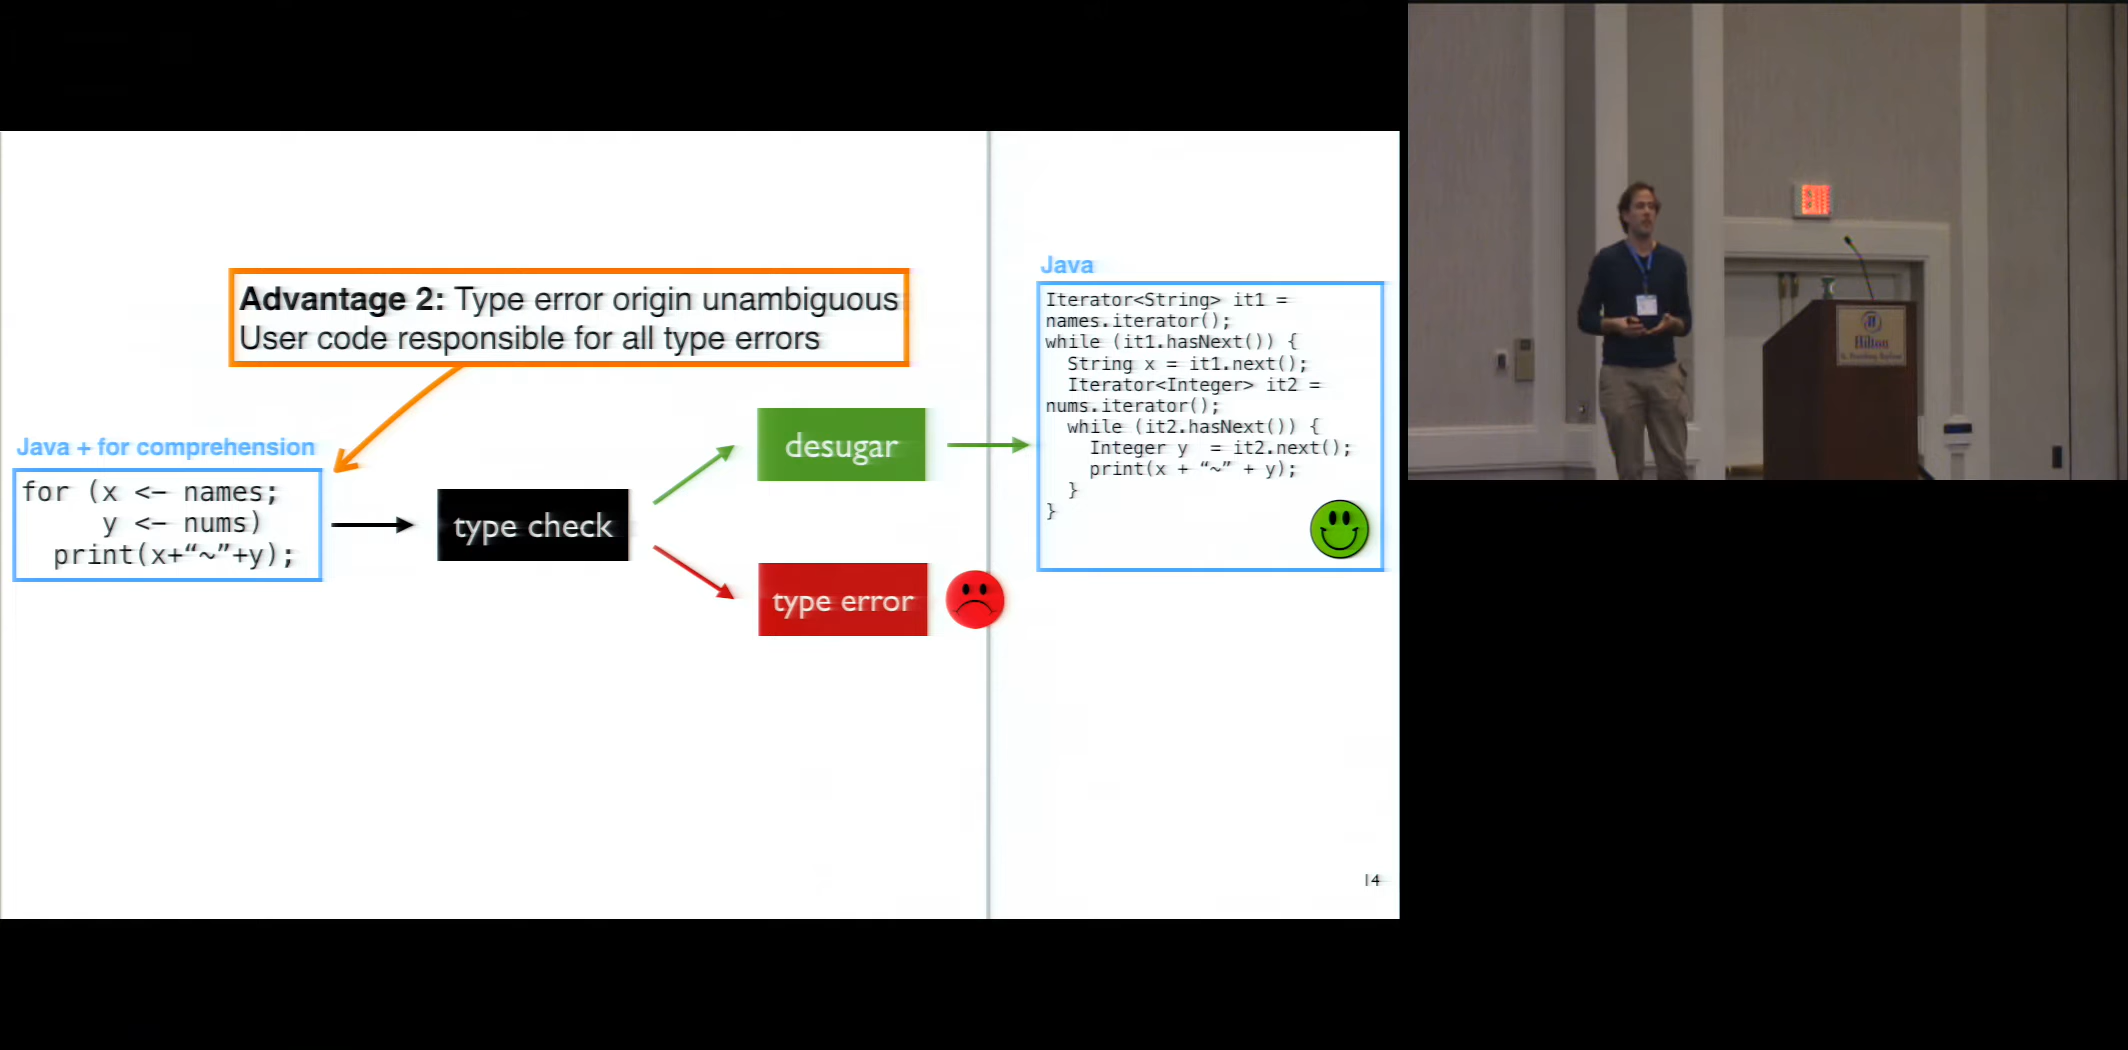 Advantage 2: Type error origin unambiguous
User code responsible for all type errors
Java + for comprehension
for (x <– names;
y <– nums)
print(x+“~”+y);
type check
desugar
type error
Java
Iterator<String> it1 =
names.iterator();
while (it1.hasNext()) {
String x = it1.next();
Iterator<Integer> it2 =
nums.iterator();
while (it2.hasNext()) {
Integer y  = it2.next();
print(x + “~” + y);
}
}
14
Hilton